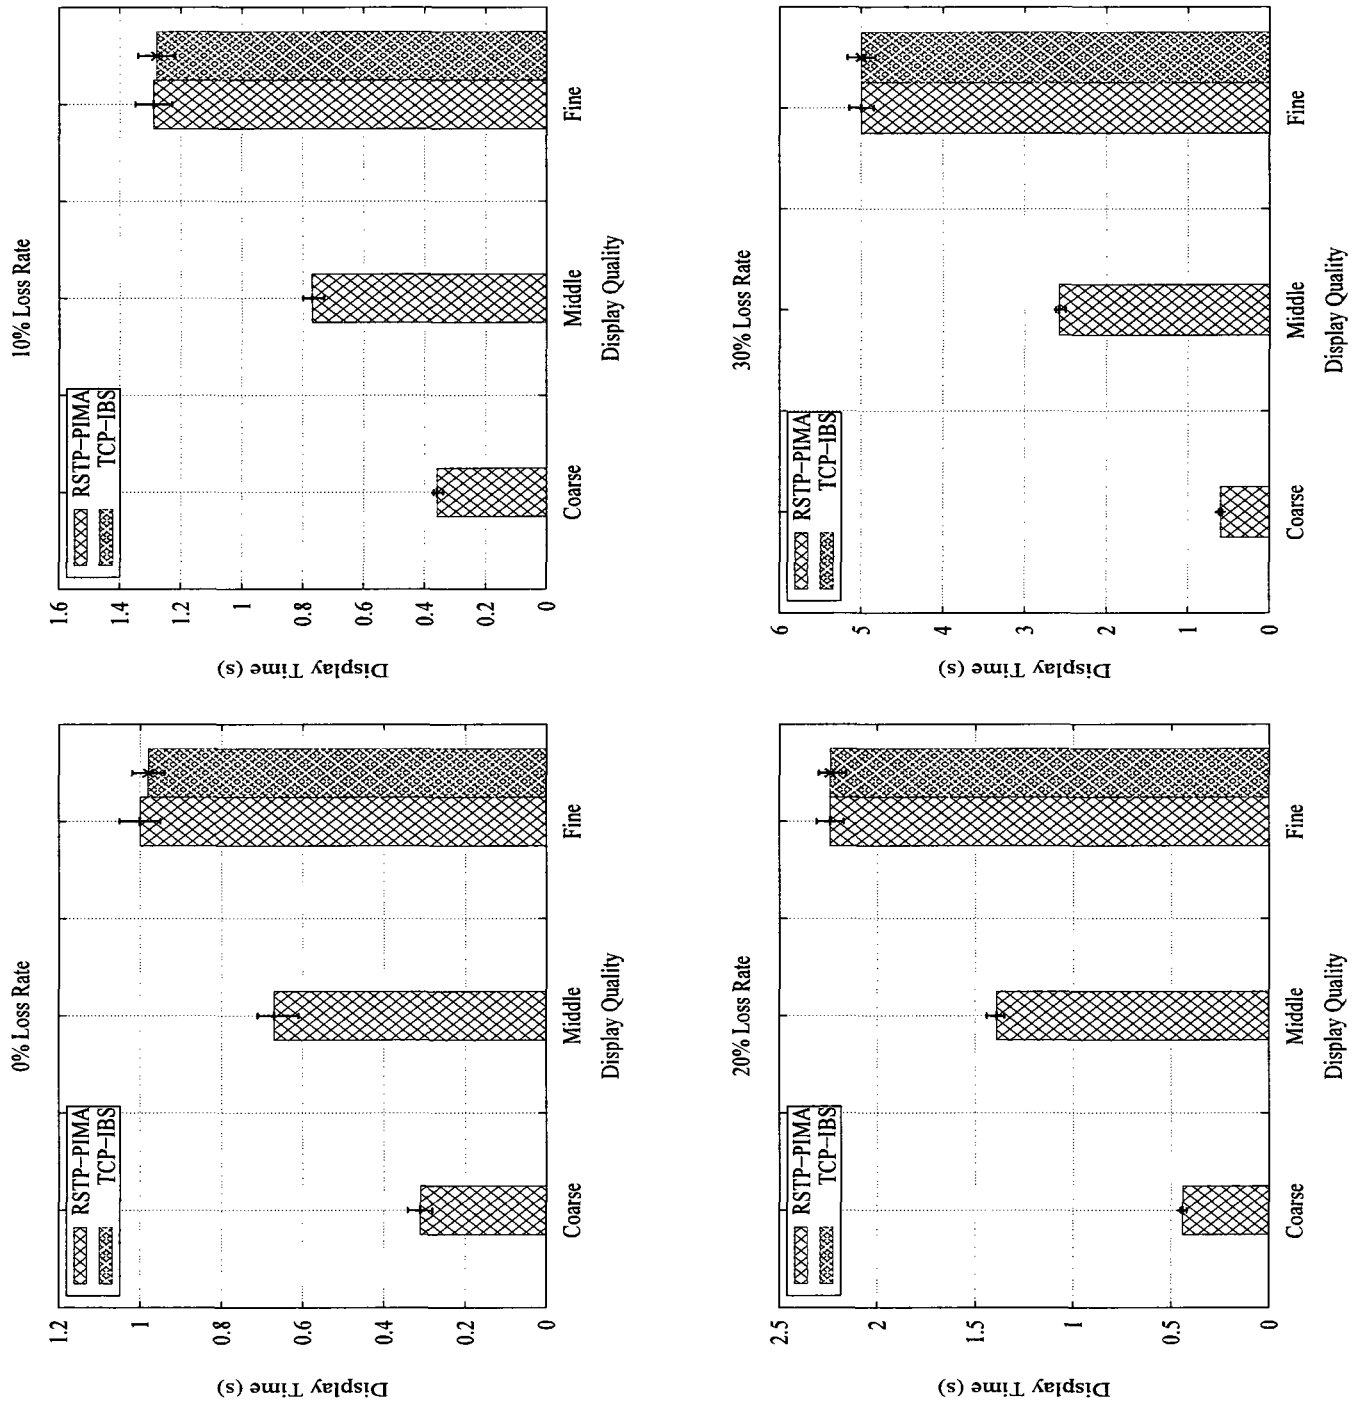 0% Loss Rate
RSTP-PIMA
TCP-IBS
1.2
1
0.8
0.6
0.4
0.2
0
Display Time (s)
Coarse
Middle
Fine
Display Quality
10% Loss Rate
RSTP-PIMA
TCP-IBS
1.6
1.4
1.2
1
0.8
0.6
0.4
0.2
0
Display Time (s)
Coarse
Middle
Fine
Display Quality
20% Loss Rate
RSTP-PIMA
TCP-IBS
2.5
2
1.5
1
0.5
0
Display Time (s)
Coarse
Middle
Fine
Display Quality
30% Loss Rate
RSTP-PIMA
TCP-IBS
6
5
4
3
2
1
0
Display Time (s)
Coarse
Middle
Fine
Display Quality